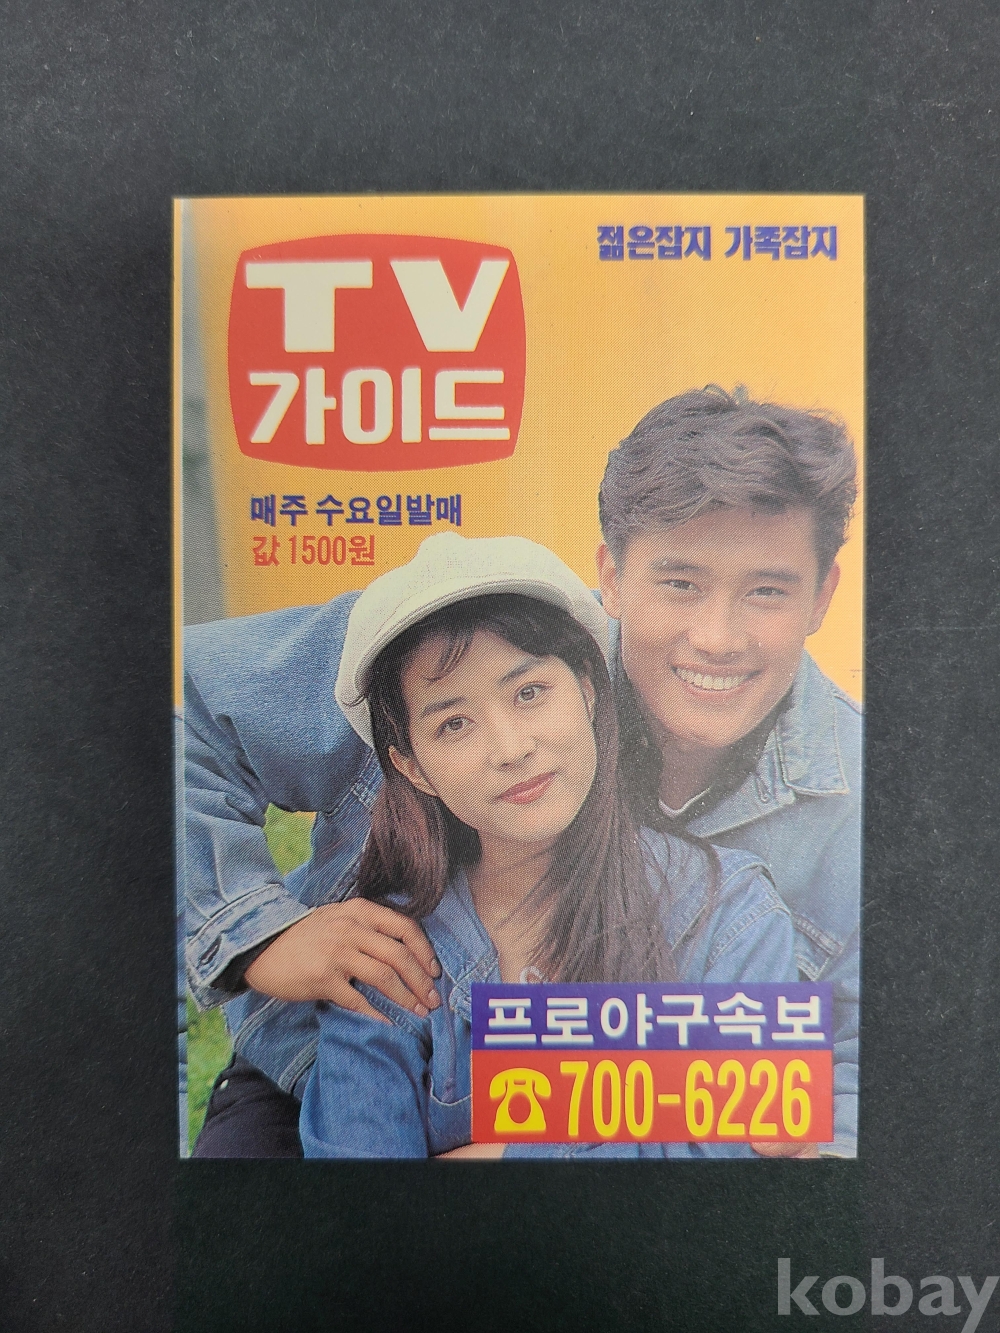 젊은잡지 가족잡지
TV
가이드
매주 수요일발매
값 1500원
프로야구속보
☎700-6226
kobay